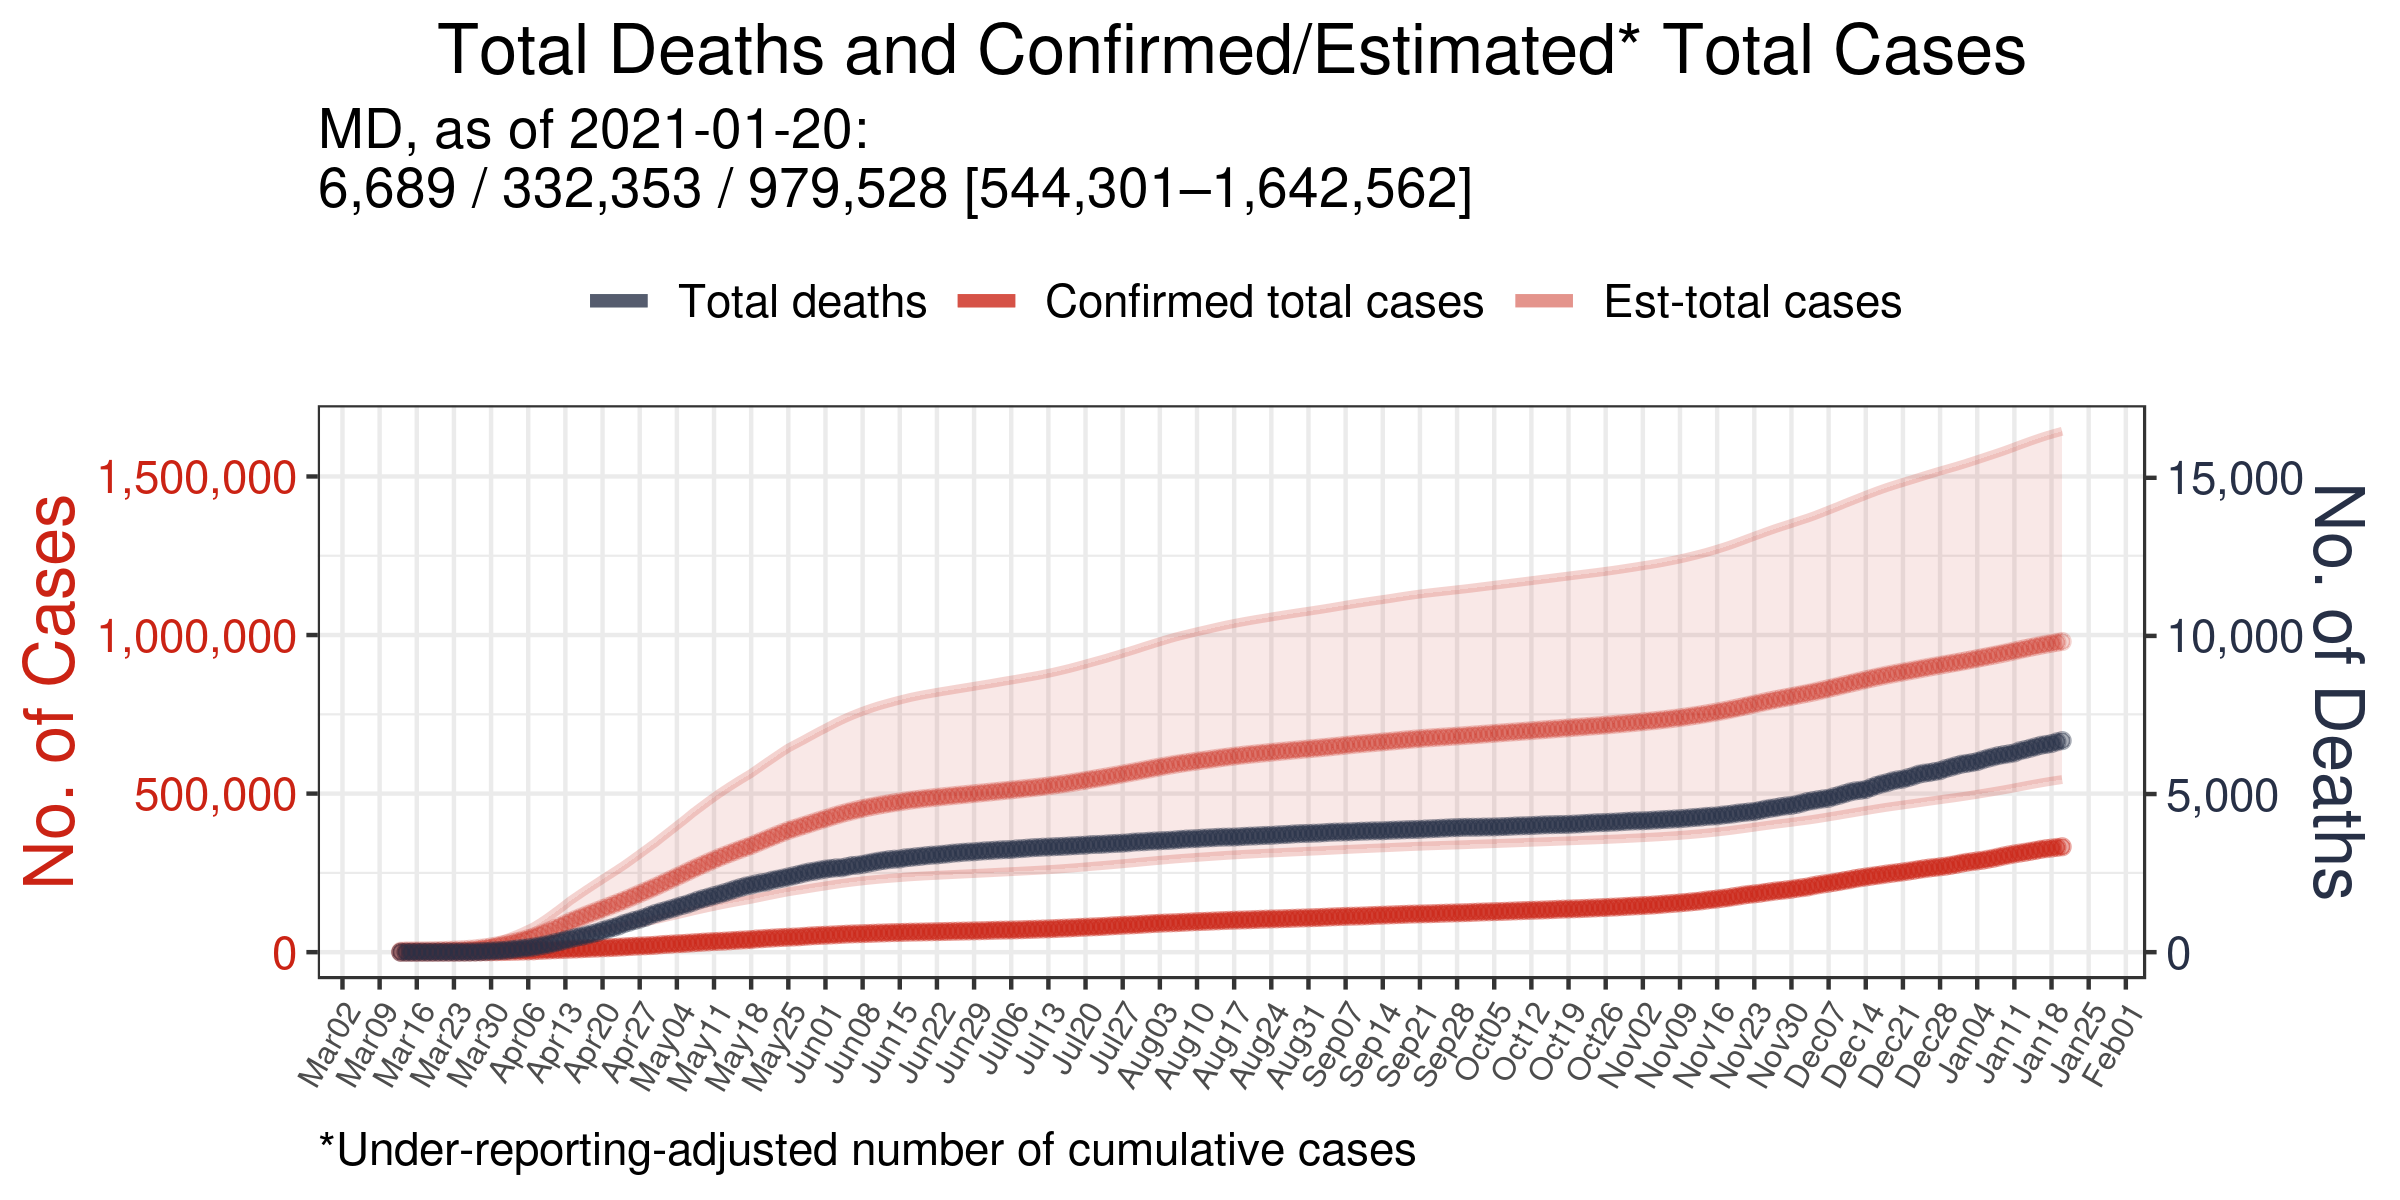 Total Deaths and Confirmed/Estimated* Total Cases
MD, as of 2021-01-20:
6,689 / 332,353 / 979,528 [544,301–1,642,562]
Total deaths
Confirmed total cases
Est-total cases
No. of Cases
1,500,000
1,000,000
500,000
0
15,000
10,000
5,000
0
No. of Deaths
Mar02
Mar09
Mar16
Mar23
Mar30
Apr06
Apr13
Apr20
Apr27
May04
May11
May18
May25
Jun01
Jun08
Jun15
Jun22
Jun29
Jul06
Jul13
Jul20
Jul27
Aug03
Aug10
Aug17
Aug24
Aug31
Sep07
Sep14
Sep21
Sep28
Oct05
Oct12
Oct19
Oct26
Nov02
Nov09
Nov16
Nov23
Nov30
Dec07
Dec14
Dec21
Dec28
Jan04
Jan11
Jan18
Jan25
Feb01
*Under-reporting-adjusted number of cumulative cases